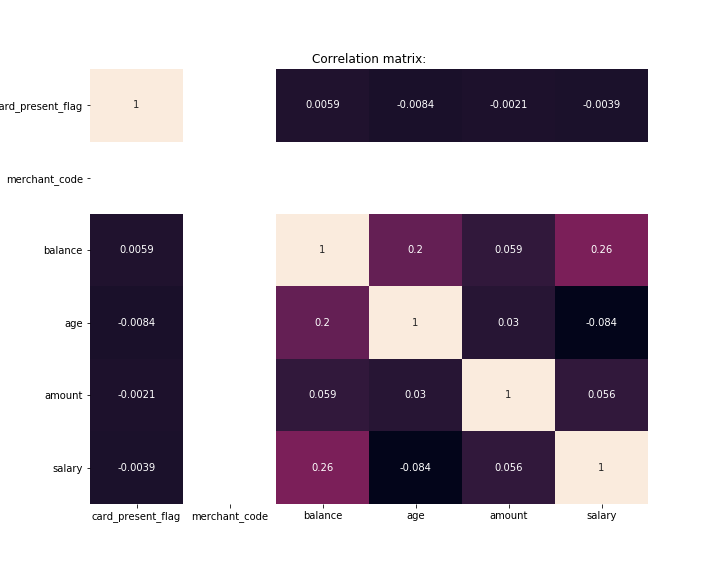 Correlation matrix:
ard_present_flag 1 0.0059 -0.0084 -0.0021 -0.0039
merchant_code
balance 0.0059 1 0.2 0.059 0.26
age -0.0084 0.2 1 0.03 -0.084
amount -0.0021 0.059 0.03 1 0.056
salary -0.0039 0.26 -0.084 0.056 1
card_present_flag merchant_code balance age amount salary